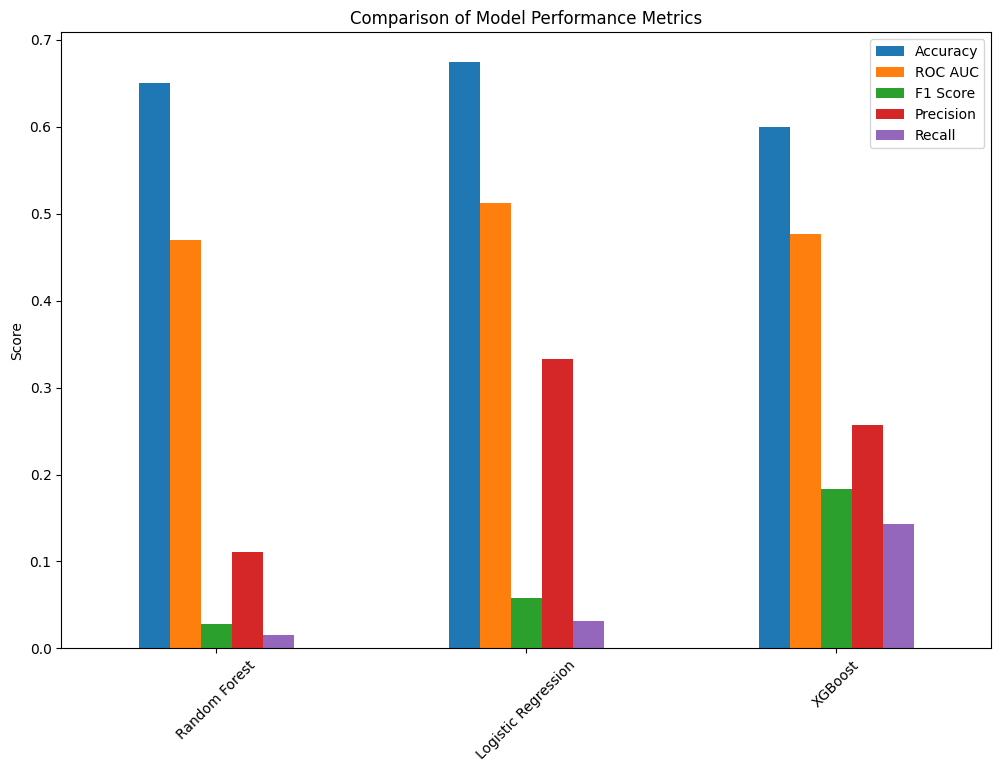 Comparison of Model Performance Metrics
Accuracy
ROC AUC
F1 Score
Precision
Recall
Score
0.7
0.6
0.5
0.4
0.3
0.2
0.1
0.0
Random Forest
Logistic Regression
XGBoost